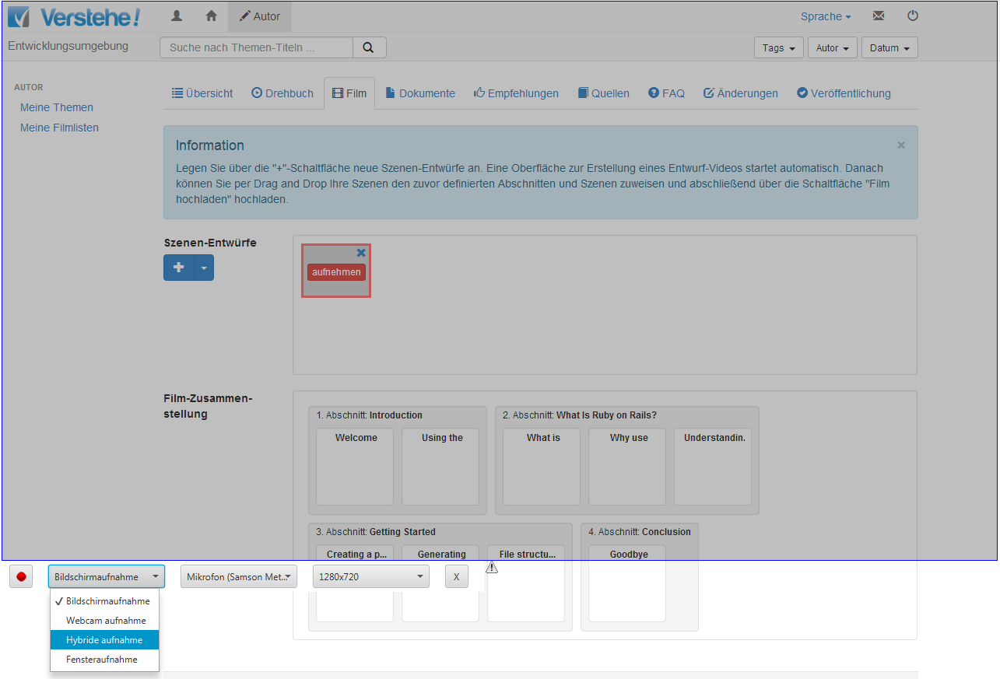 Verstehe!
Autor
Sprache
Entwicklungsumgebung
Suche nach Themen-Titeln ...
Tags
Autor
Datum
AUTOR
Meine Themen
Meine Filmlisten
Übersicht
Drehbuch
Film
Dokumente
Empfehlungen
Quellen
FAQ
Änderungen
Veröffentlichung
Information
×
Legen Sie über die "+"-Schaltfläche neue Szenen-Entwürfe an. Eine Oberfläche zur Erstellung eines Entwurf-Videos startet automatisch. Danach
können Sie per Drag and Drop Ihre Szenen den zuvor definierten Abschnitten und Szenen zuweisen und abschließend über die Schaltfläche "Film
hochladen" hochladen.
Szenen-Entwürfe
aufnehmen
Film-Zusammen-
stellung
1. Abschnitt: Introduction
Welcome
Using the
2. Abschnitt: What Is Ruby on Rails?
What is
Why use
Understandin.
3. Abschnitt: Getting Started
Creating a p...
Generating
File structu...
4. Abschnitt: Conclusion
Goodbye
Bildschirmaufnahme
Mikrofon (Samson Met...
1280x720
X
✓ Bildschirmaufnahme
Webcam aufnahme
Hybride aufnahme
Fensteraufnahme